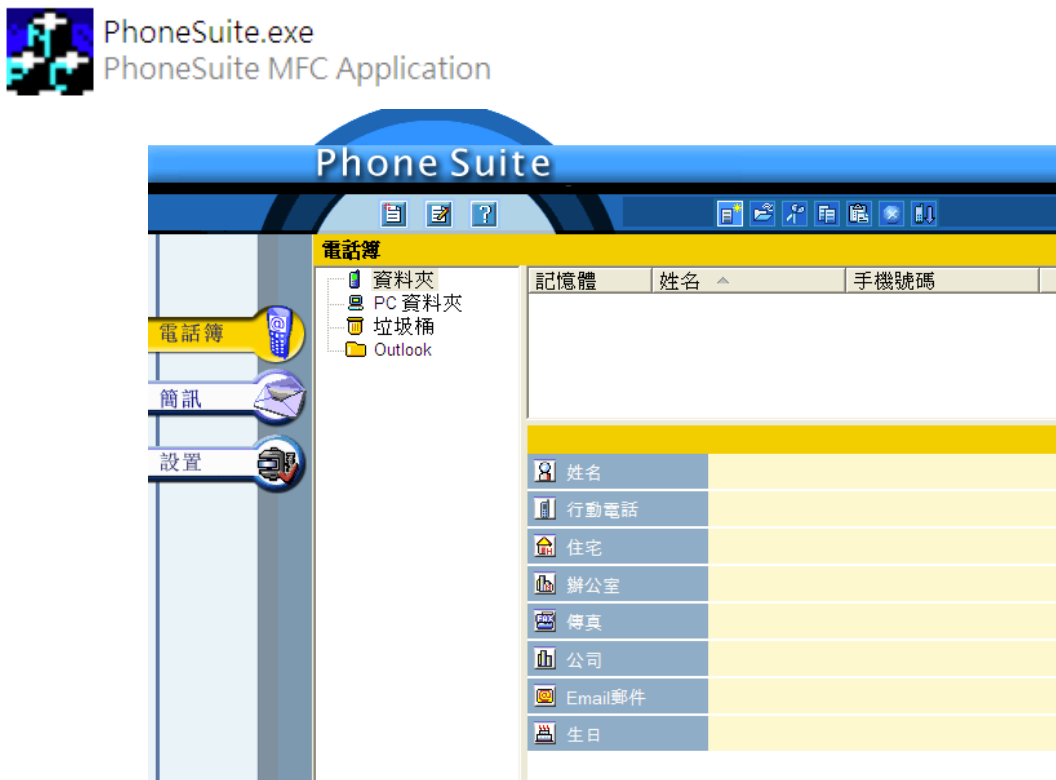 PhoneSuite.exe
PhoneSuite MFC Application
Phone Suite
電話簿
資料夾
PC 資料夾
垃圾桶
Outlook
記憶體 姓名 手機號碼
電話簿
簡訊
設置
姓名
行動電話
住宅
辦公室
傳真
公司
Email郵件
生日